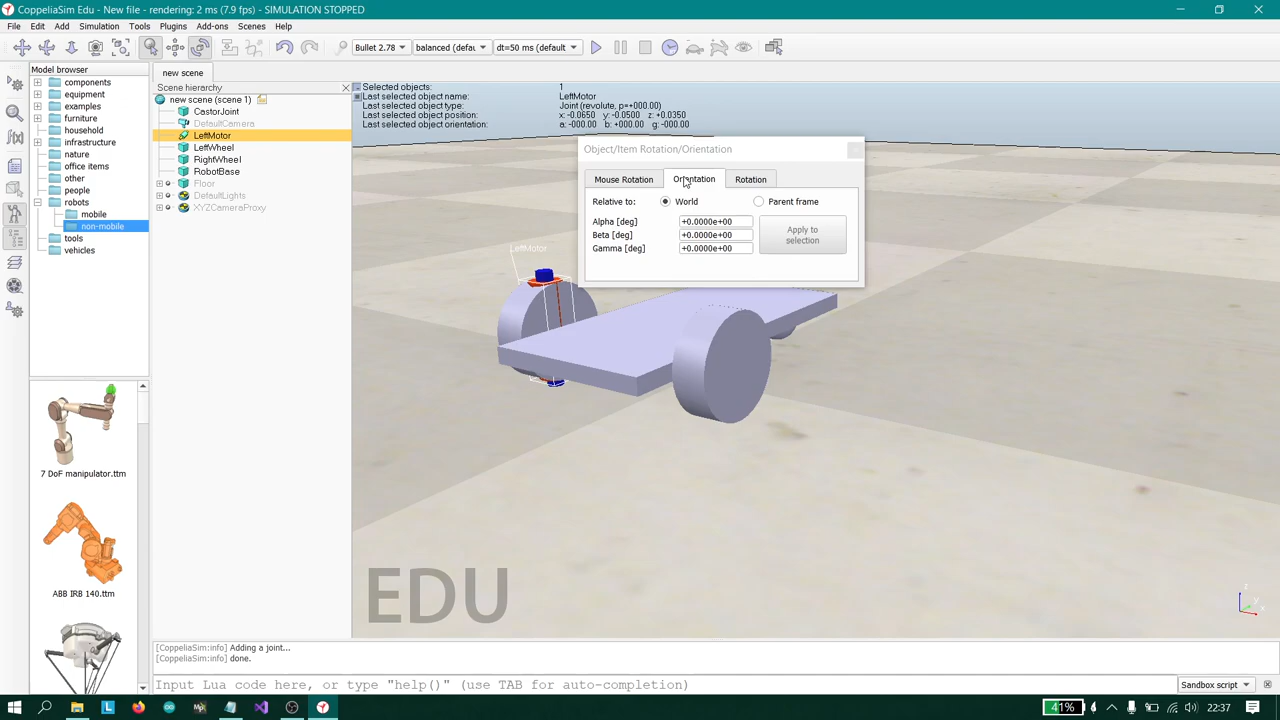 CoppeliaSim Edu - New file - rendering: 2 ms (7.9 fps) - SIMULATION STOPPED
File Edit Add Simulation Tools Plugins Add-ons Scenes Help
Bullet 2.78 balanced (defau dt=50 ms (default
Model browser
components
equipment
examples
furniture
household
infrastructure
nature
office items
other
people
robots
mobile
non-mobile
tools
vehicles
7 DoF manipulator.ttm
ABB IRB 140.ttm
new scene
Scene hierarchy
new scene (scene 1)
CastorJoint
DefaultCamera
LeftMotor
LeftWheel
RightWheel
RobotBase
Floor
DefaultLights
XYZCameraProxy
Selected objects: 1
Last selected object name: LeftMotor
Last selected object type: Joint (revolute, p=+000.00)
Last selected object position: x: -0.0650 y: -0.0500 z: +0.0350
Last selected object orientation: a: -000.00 b: +000.00 g: -000.00
Object/Item Rotation/Orientation
Mouse Rotation Orientation Rotation
Relative to: World Parent frame
Alpha [deg] +0.0000e+00
Beta [deg] +0.0000e+00
Gamma [deg] +0.0000e+00
Apply to
selection
LeftMotor
EDU
z
y
x
[CoppeliaSim:info] Adding a joint...
[CoppeliaSim:info] done.
Input Lua code here, or type "help()" (use TAB for auto-completion)
Sandbox script
41% 22:37